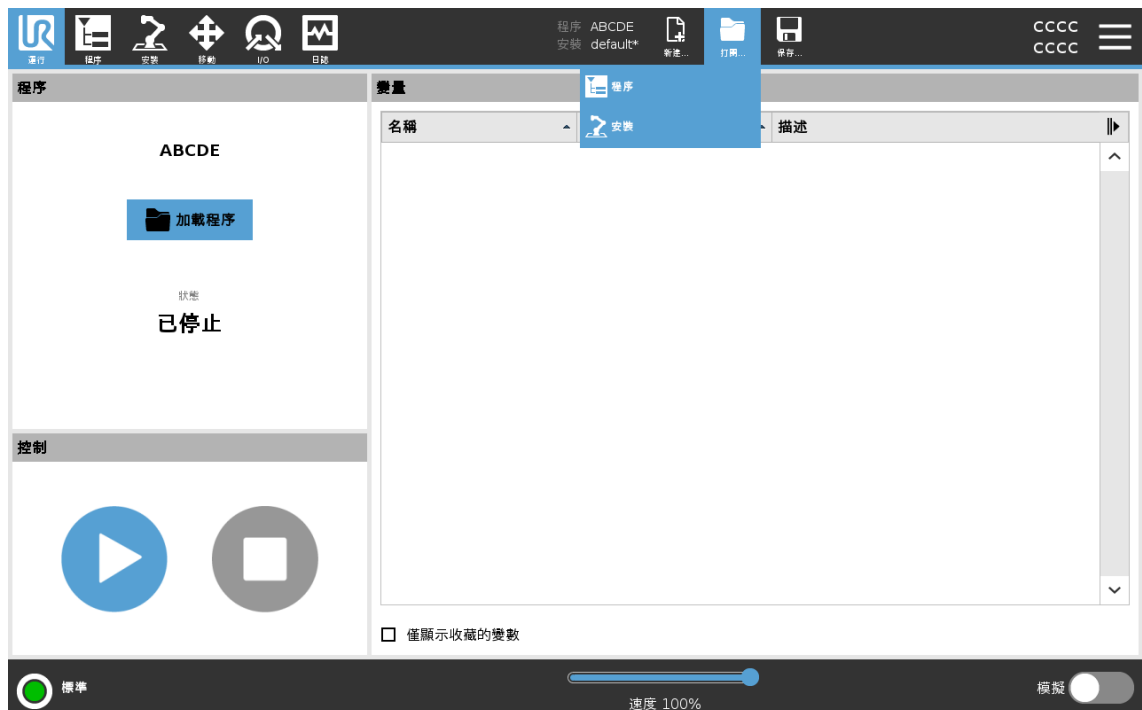 運行
程序
安裝
移動
I/O
日誌
程序 ABCDE
安裝 default*
新建...
打開...
保存...
CCCC
CCCC
程序
安裝
程序
變量
名稱
描述
ABCDE
加載程序
狀態
已停止
控制
僅顯示收藏的變數
標準
速度 100%
模擬